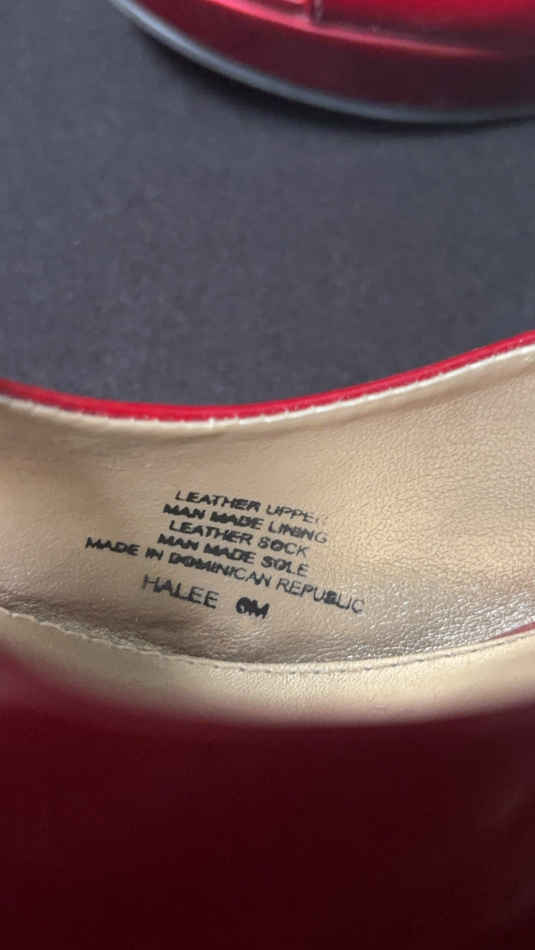 LEATHER UPPER
MAN MADE LINING
LEATHER SOCK
MAN MADE SOLE
MADE IN DOMINICAN REPUBLIC
HALEE 6M